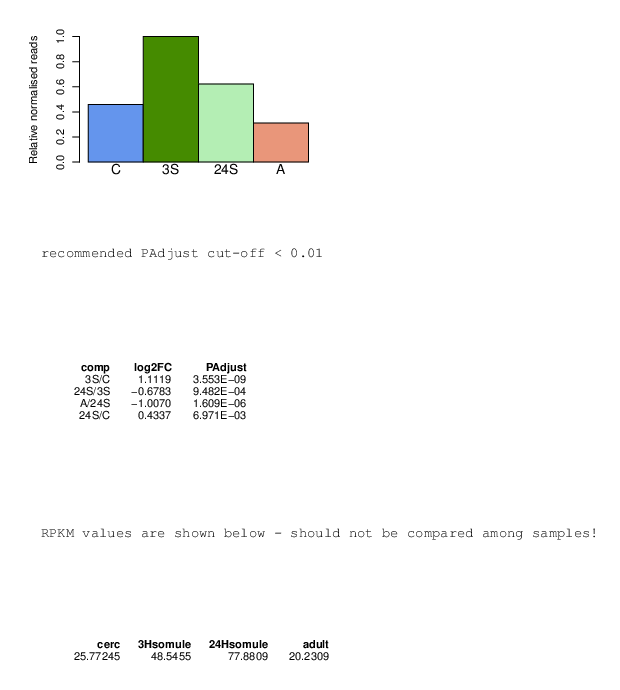 Relative normalised reads
1.0
0.8
0.6
0.4
0.2
0.0
C 3S 24S A
recommended PAdjust cut-off < 0.01
comp log2FC PAdjust
3S/C 1.1119 3.553E−09
24S/3S −0.6783 9.482E−04
A/24S −1.0070 1.609E−06
24S/C 0.4337 6.971E−03
RPKM values are shown below - should not be compared among samples!
cerc 3Hsomule 24Hsomule adult
25.77245 48.5455 77.8809 20.2309